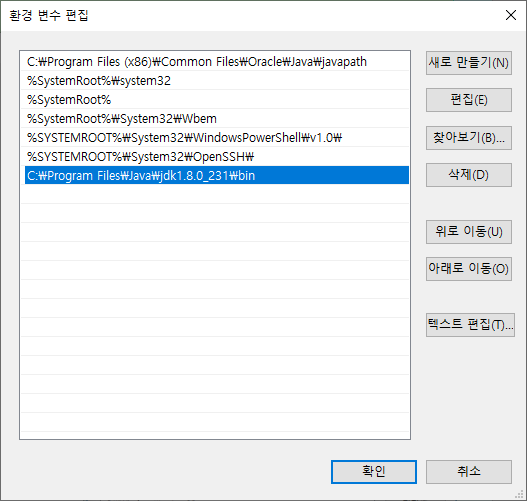 환경 변수 편집
C:₩Program Files (x86)₩Common Files₩Oracle₩Java₩javapath
%SystemRoot%₩system32
%SystemRoot%
%SystemRoot%₩System32₩Wbem
%SYSTEMROOT%₩System32₩WindowsPowerShell₩v1.0₩
%SYSTEMROOT%₩System32₩OpenSSH₩
C:₩Program Files₩Java₩jdk1.8.0_231₩bin
새로 만들기(N)
편집(E)
찾아보기(B)...
삭제(D)
위로 이동(U)
아래로 이동(O)
텍스트 편집(T)...
확인
취소